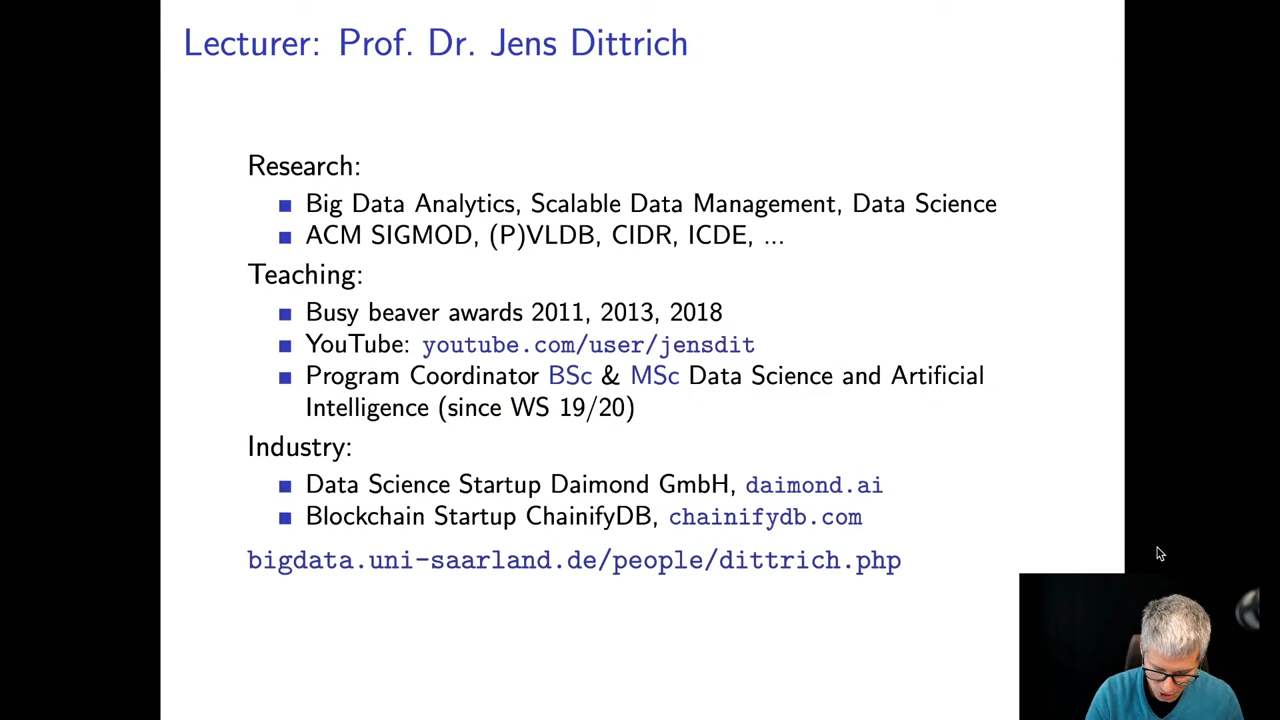 Lecturer: Prof. Dr. Jens Dittrich
Research:
Big Data Analytics, Scalable Data Management, Data Science
ACM SIGMOD, (P)VLDB, CIDR, ICDE, ...
Teaching:
Busy beaver awards 2011, 2013, 2018
YouTube: youtube.com/user/jensdit
Program Coordinator BSc & MSc Data Science and Artificial
Intelligence (since WS 19/20)
Industry:
Data Science Startup Daimond GmbH, daimond.ai
Blockchain Startup ChainifyDB, chainifydb.com
bigdata.uni-saarland.de/people/dittrich.php